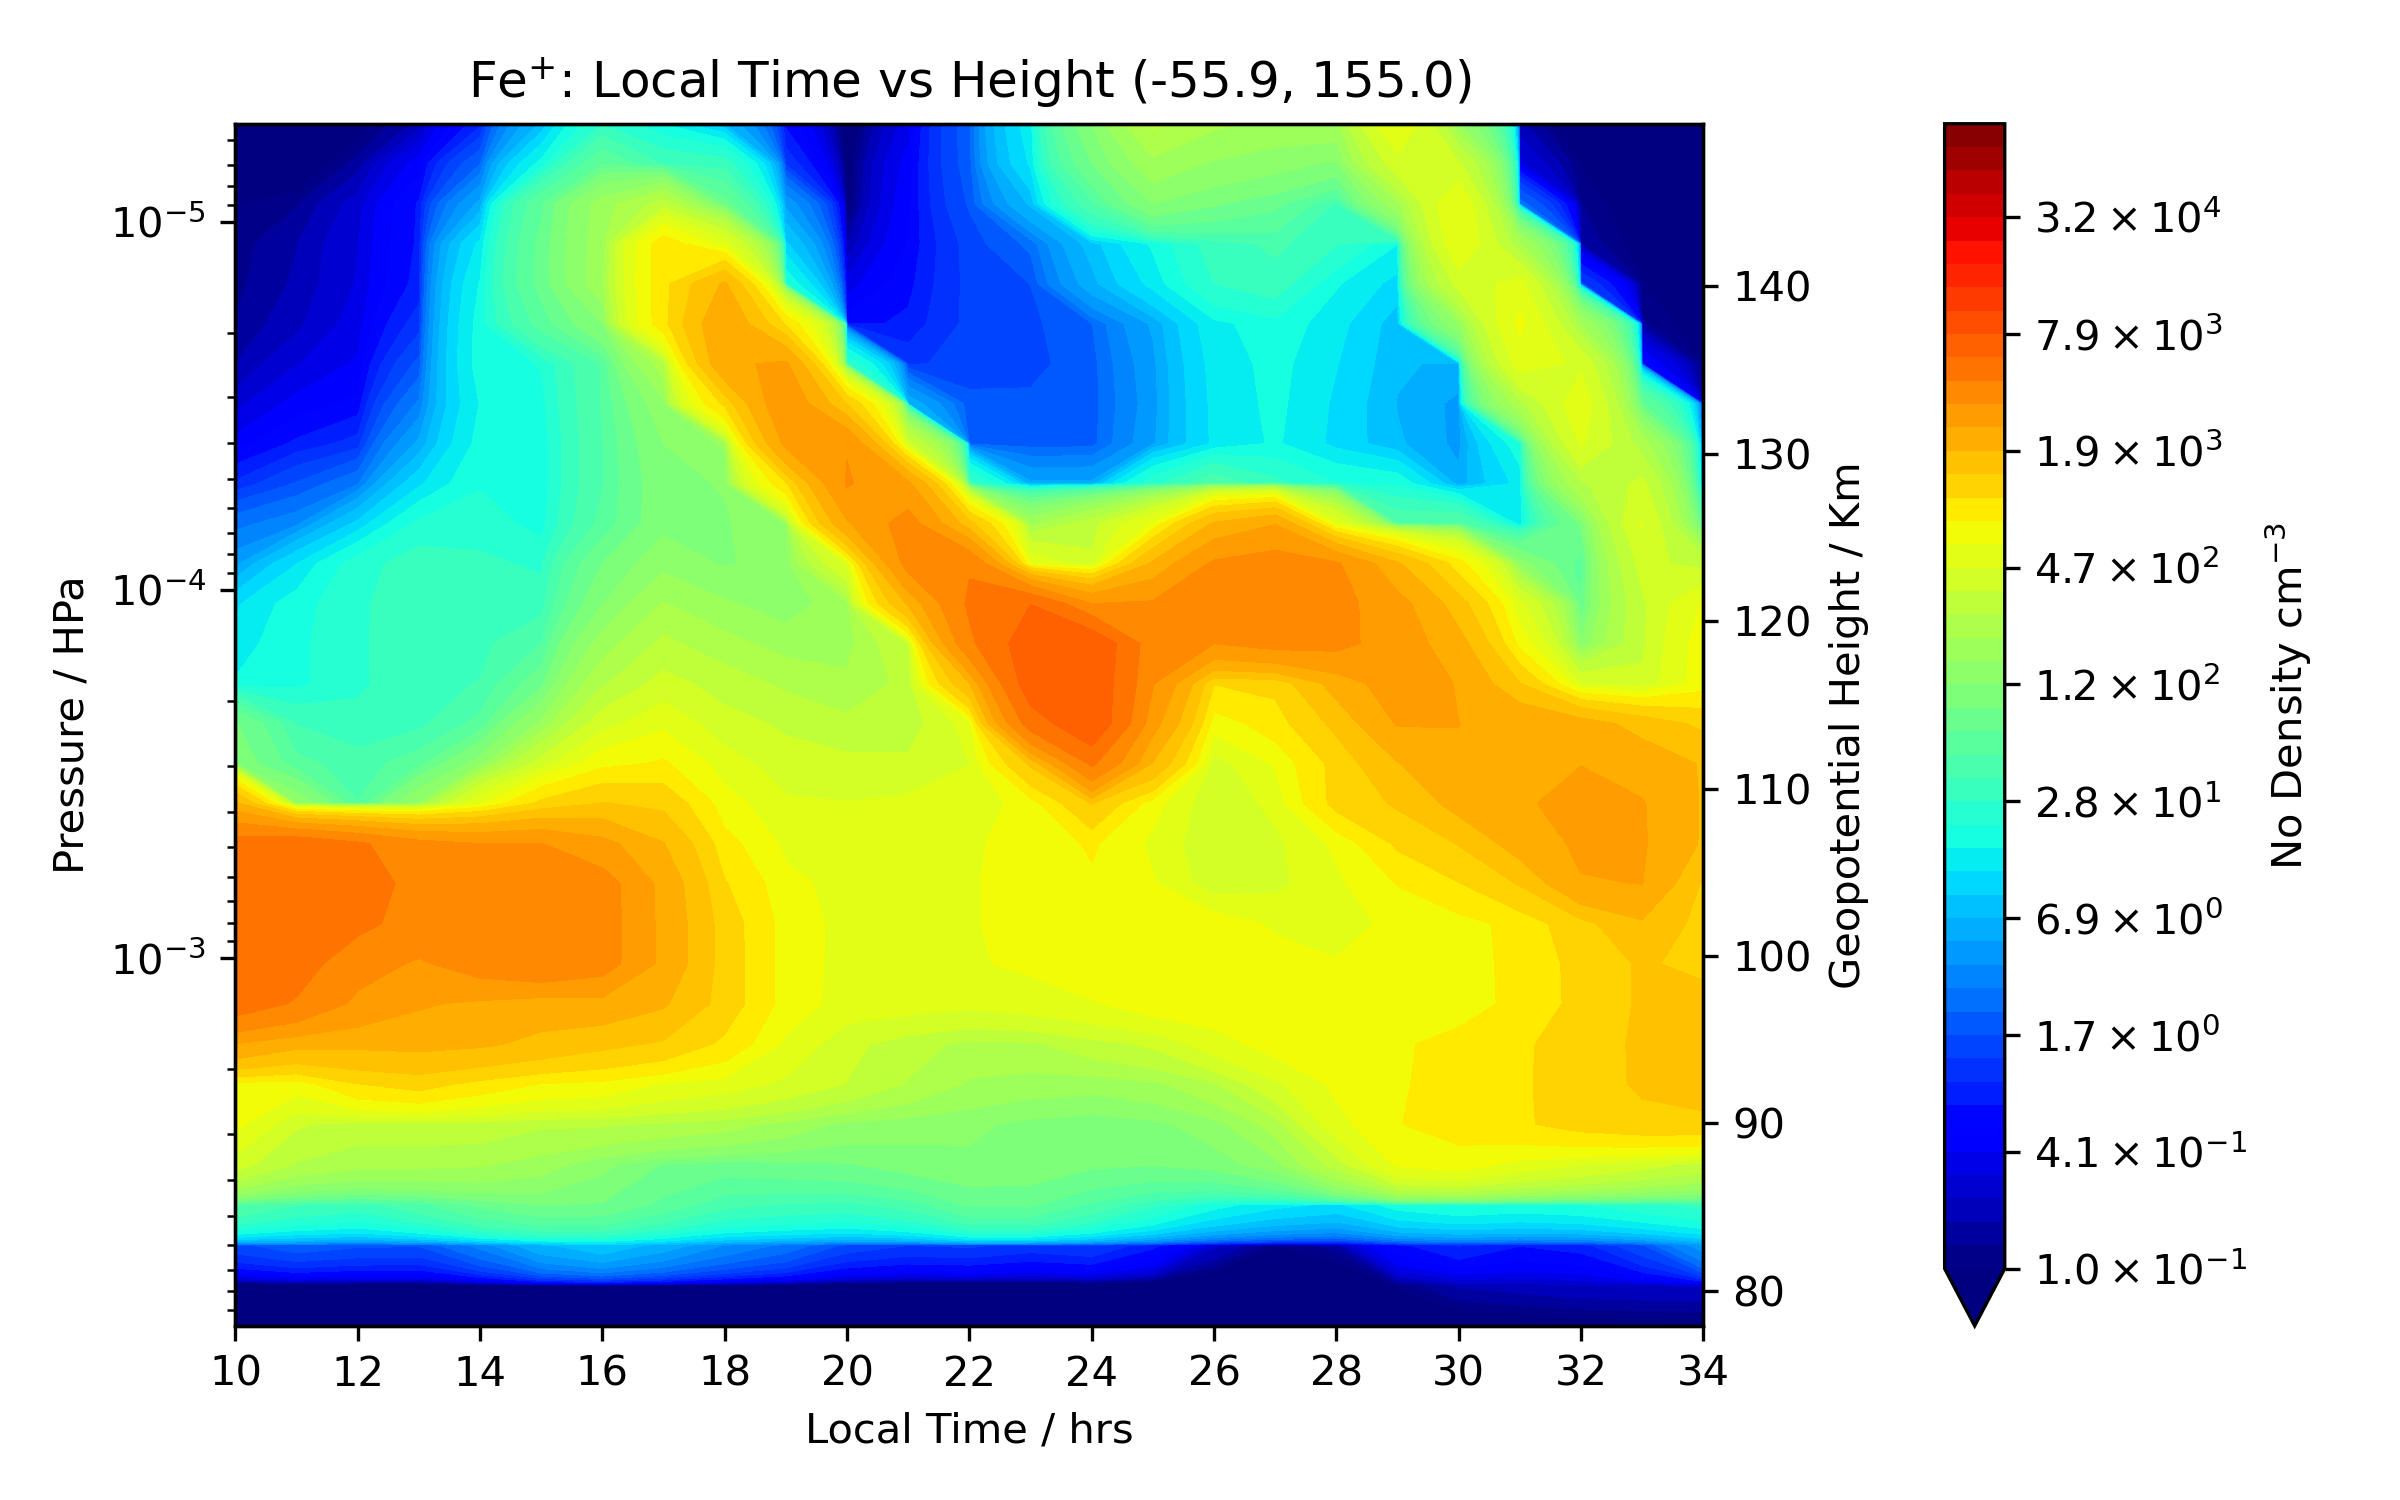 Fe⁺: Local Time vs Height (-55.9, 155.0)
Pressure / HPa
10⁻⁵
10⁻⁴
10⁻³
140
130
120
110
100
90
80
Geopotential Height / Km
10 12 14 16 18 20 22 24 26 28 30 32 34
Local Time / hrs
3.2 × 10⁴
7.9 × 10³
1.9 × 10³
4.7 × 10²
1.2 × 10²
2.8 × 10¹
6.9 × 10⁰
1.7 × 10⁰
4.1 × 10⁻¹
1.0 × 10⁻¹
No Density cm⁻³